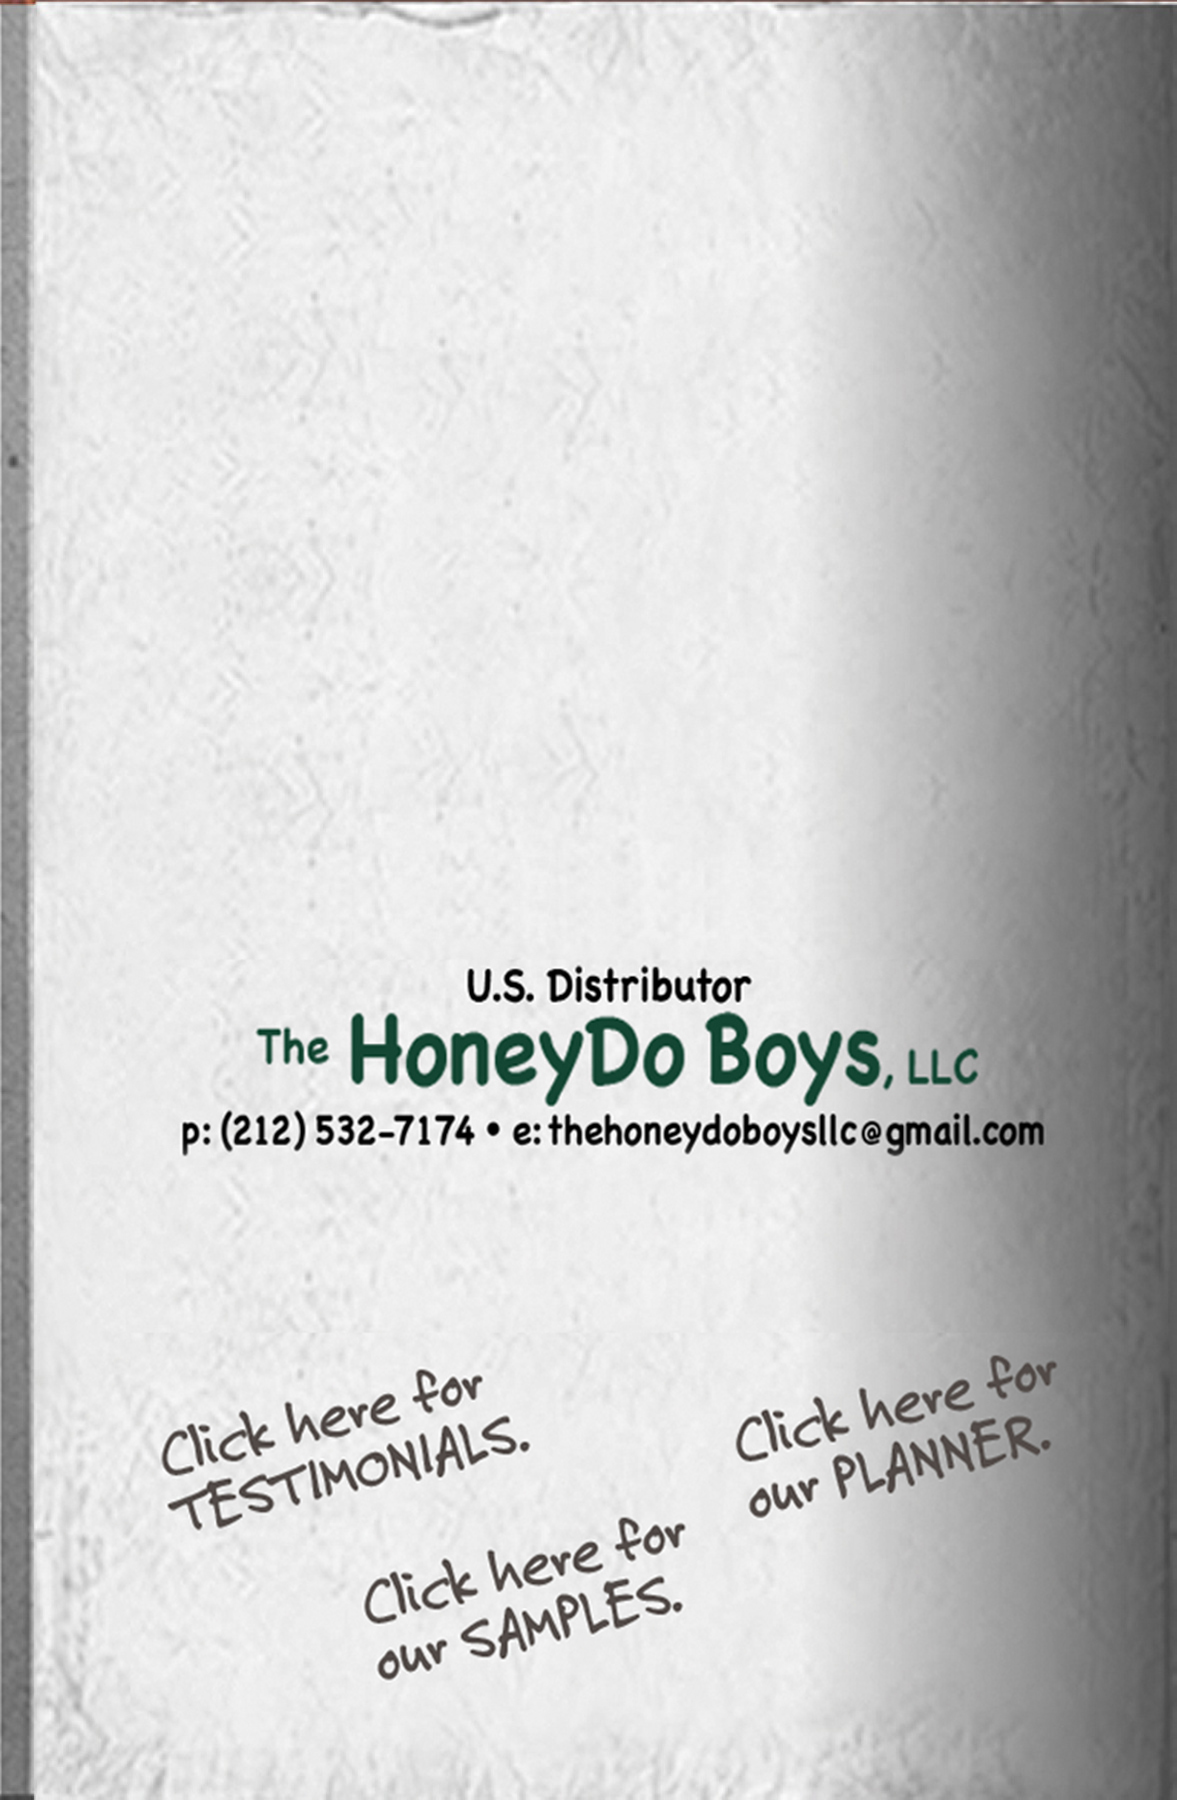 U.S. Distributor
The HoneyDo Boys, LLC
p: (212) 532-7174 • e: thehoneydoboysllc@gmail.com
Click here for
TESTIMONIALS.
Click here for
our PLANNER.
Click here for
our SAMPLES.